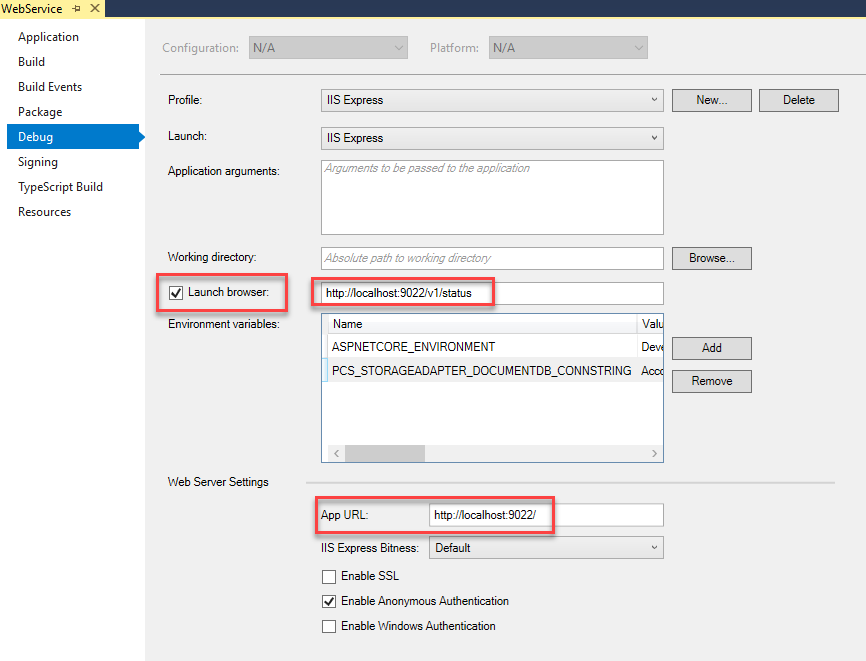 WebService
Application
Build
Build Events
Package
Debug
Signing
TypeScript Build
Resources
Configuration: N/A Platform: N/A
Profile: IIS Express New... Delete
Launch: IIS Express
Application arguments: Arguments to be passed to the application
Working directory: Absolute path to working directory Browse...
Launch browser: http://localhost:9022/v1/status
Environment variables:
Name Valu
ASPNETCORE_ENVIRONMENT Deve
PCS_STORAGEADAPTER_DOCUMENTDB_CONNSTRING Acco
Add
Remove
Web Server Settings
App URL: http://localhost:9022/
IIS Express Bitness: Default
Enable SSL
Enable Anonymous Authentication
Enable Windows Authentication